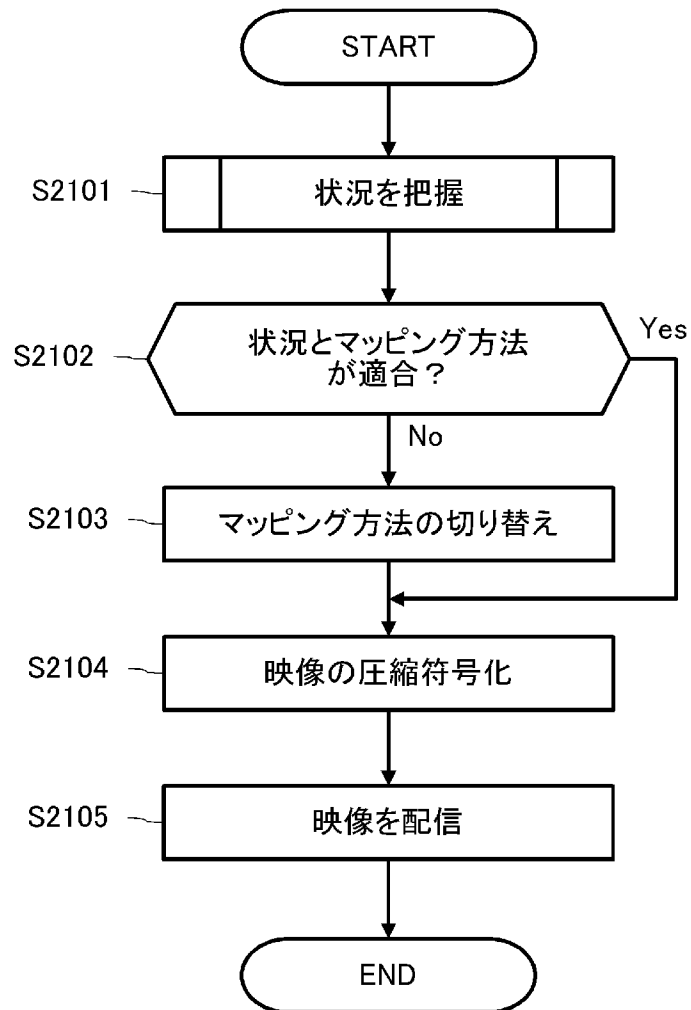 START
S2101
状況を把握
S2102
状況とマッピング方法
が適合？
Yes
No
S2103
マッピング方法の切り替え
S2104
映像の圧縮符号化
S2105
映像を配信
END